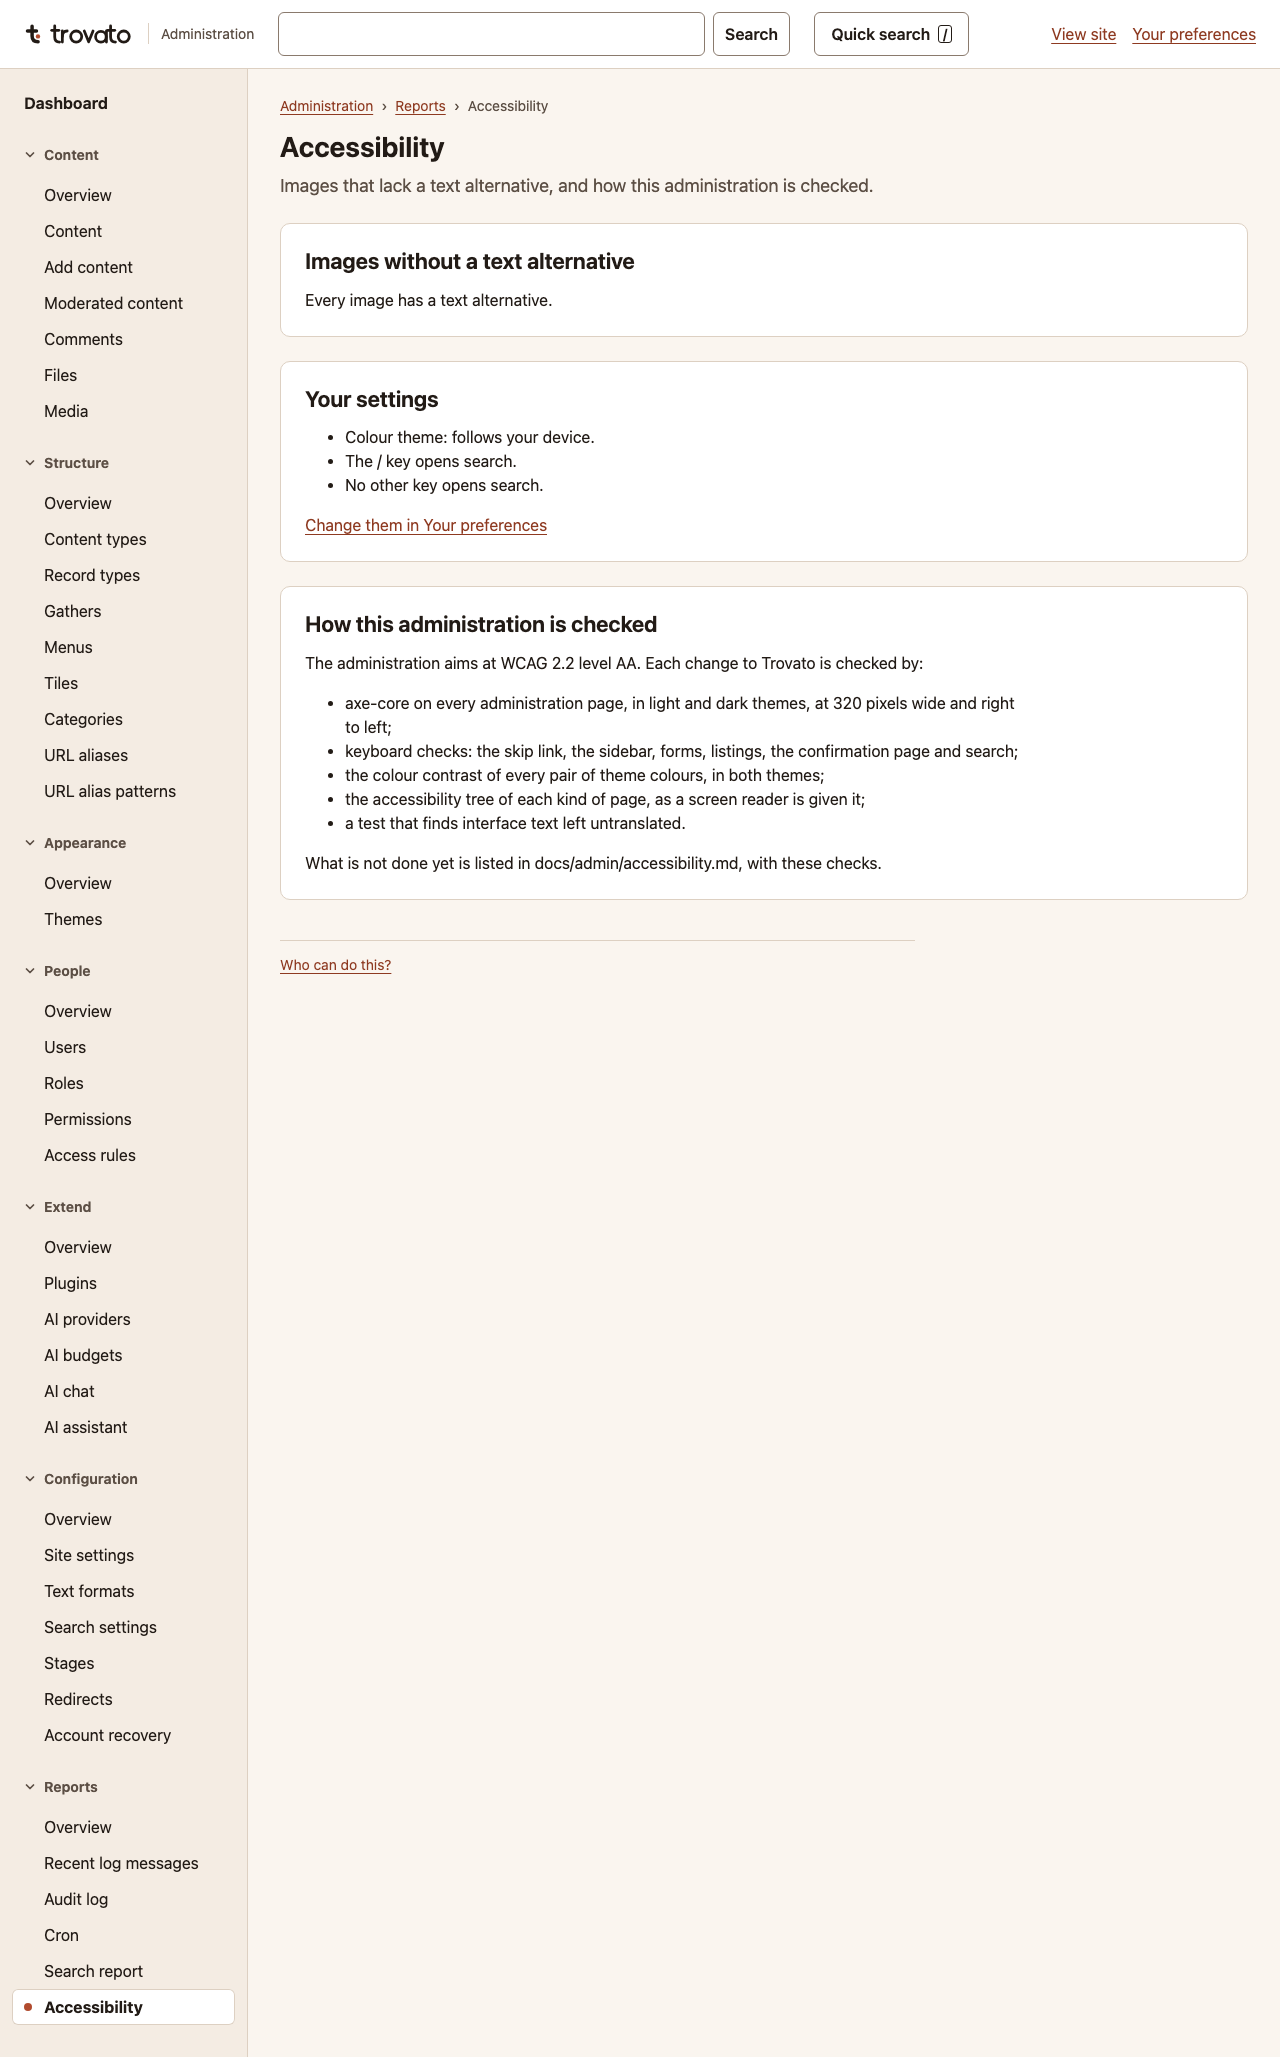 trovato
Administration
Search
Quick search /
View site
Your preferences
Dashboard
Content
Overview
Content
Add content
Moderated content
Comments
Files
Media
Structure
Overview
Content types
Record types
Gathers
Menus
Tiles
Categories
URL aliases
URL alias patterns
Appearance
Overview
Themes
People
Overview
Users
Roles
Permissions
Access rules
Extend
Overview
Plugins
AI providers
AI budgets
AI chat
AI assistant
Configuration
Overview
Site settings
Text formats
Search settings
Stages
Redirects
Account recovery
Reports
Overview
Recent log messages
Audit log
Cron
Search report
Accessibility
Administration › Reports › Accessibility
Accessibility
Images that lack a text alternative, and how this administration is checked.
Images without a text alternative
Every image has a text alternative.
Your settings
• Colour theme: follows your device.
• The / key opens search.
• No other key opens search.
Change them in Your preferences
How this administration is checked
The administration aims at WCAG 2.2 level AA. Each change to Trovato is checked by:
• axe-core on every administration page, in light and dark themes, at 320 pixels wide and right
to left;
• keyboard checks: the skip link, the sidebar, forms, listings, the confirmation page and search;
• the colour contrast of every pair of theme colours, in both themes;
• the accessibility tree of each kind of page, as a screen reader is given it;
• a test that finds interface text left untranslated.
What is not done yet is listed in docs/admin/accessibility.md, with these checks.
Who can do this?